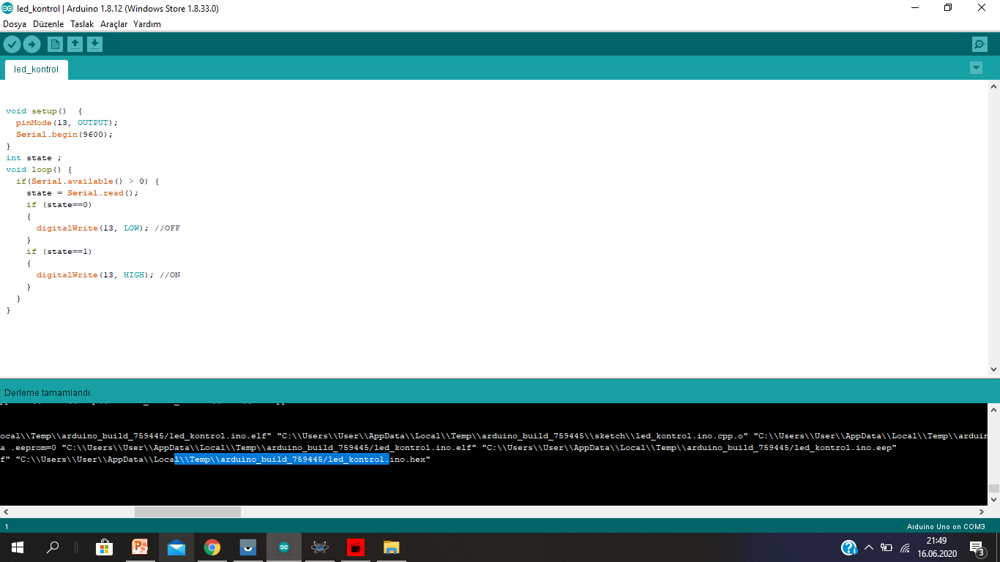 led_kontrol | Arduino 1.8.12 (Windows Store 1.8.33.0)
Dosya Düzenle Taslak Araçlar Yardım
led_kontrol
void setup()  {
  pinMode(13, OUTPUT);
  Serial.begin(9600);
}
int state ;
void loop() {
  if(Serial.available() > 0) {
    state = Serial.read();
    if (state==0)
    {
      digitalWrite(13, LOW); //OFF
    }
    if (state==1)
    {
      digitalWrite(13, HIGH); //ON
    }
  }
}
Derleme tamamlandı.
ocal\\Temp\\arduino_build_759445/led_kontrol.ino.elf" "C:\\Users\\User\\AppData\\Local\\Temp\\arduino_build_759445\\sketch\\led_kontrol.ino.cpp.o" "C:\\Users\\User\\AppData\\Local\\Temp\\arduin
a .eeprom=0 "C:\\Users\\User\\AppData\\Local\\Temp\\arduino_build_759445/led_kontrol.ino.elf" "C:\\Users\\User\\AppData\\Local\\Temp\\arduino_build_759445/led_kontrol.ino.eep"
f" "C:\\Users\\User\\AppData\\Local\\Temp\\arduino_build_759445/led_kontrol.ino.hex"
1
Arduino Uno on COM3
21:49
16.06.2020
3